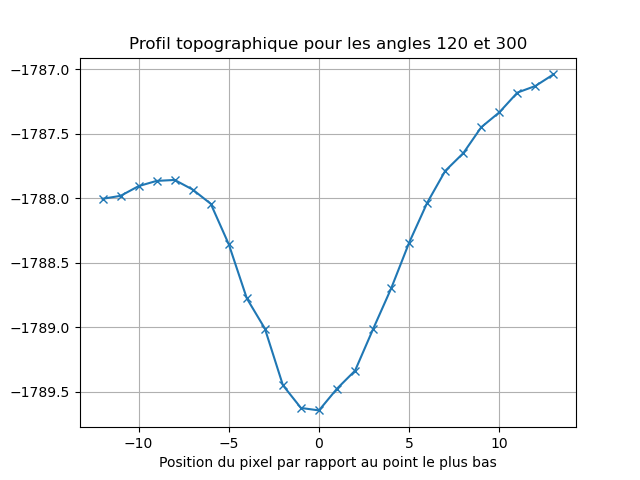 Profil topographique pour les angles 120 et 300
−1787.0
−1787.5
−1788.0
−1788.5
−1789.0
−1789.5
−10 −5 0 5 10
Position du pixel par rapport au point le plus bas